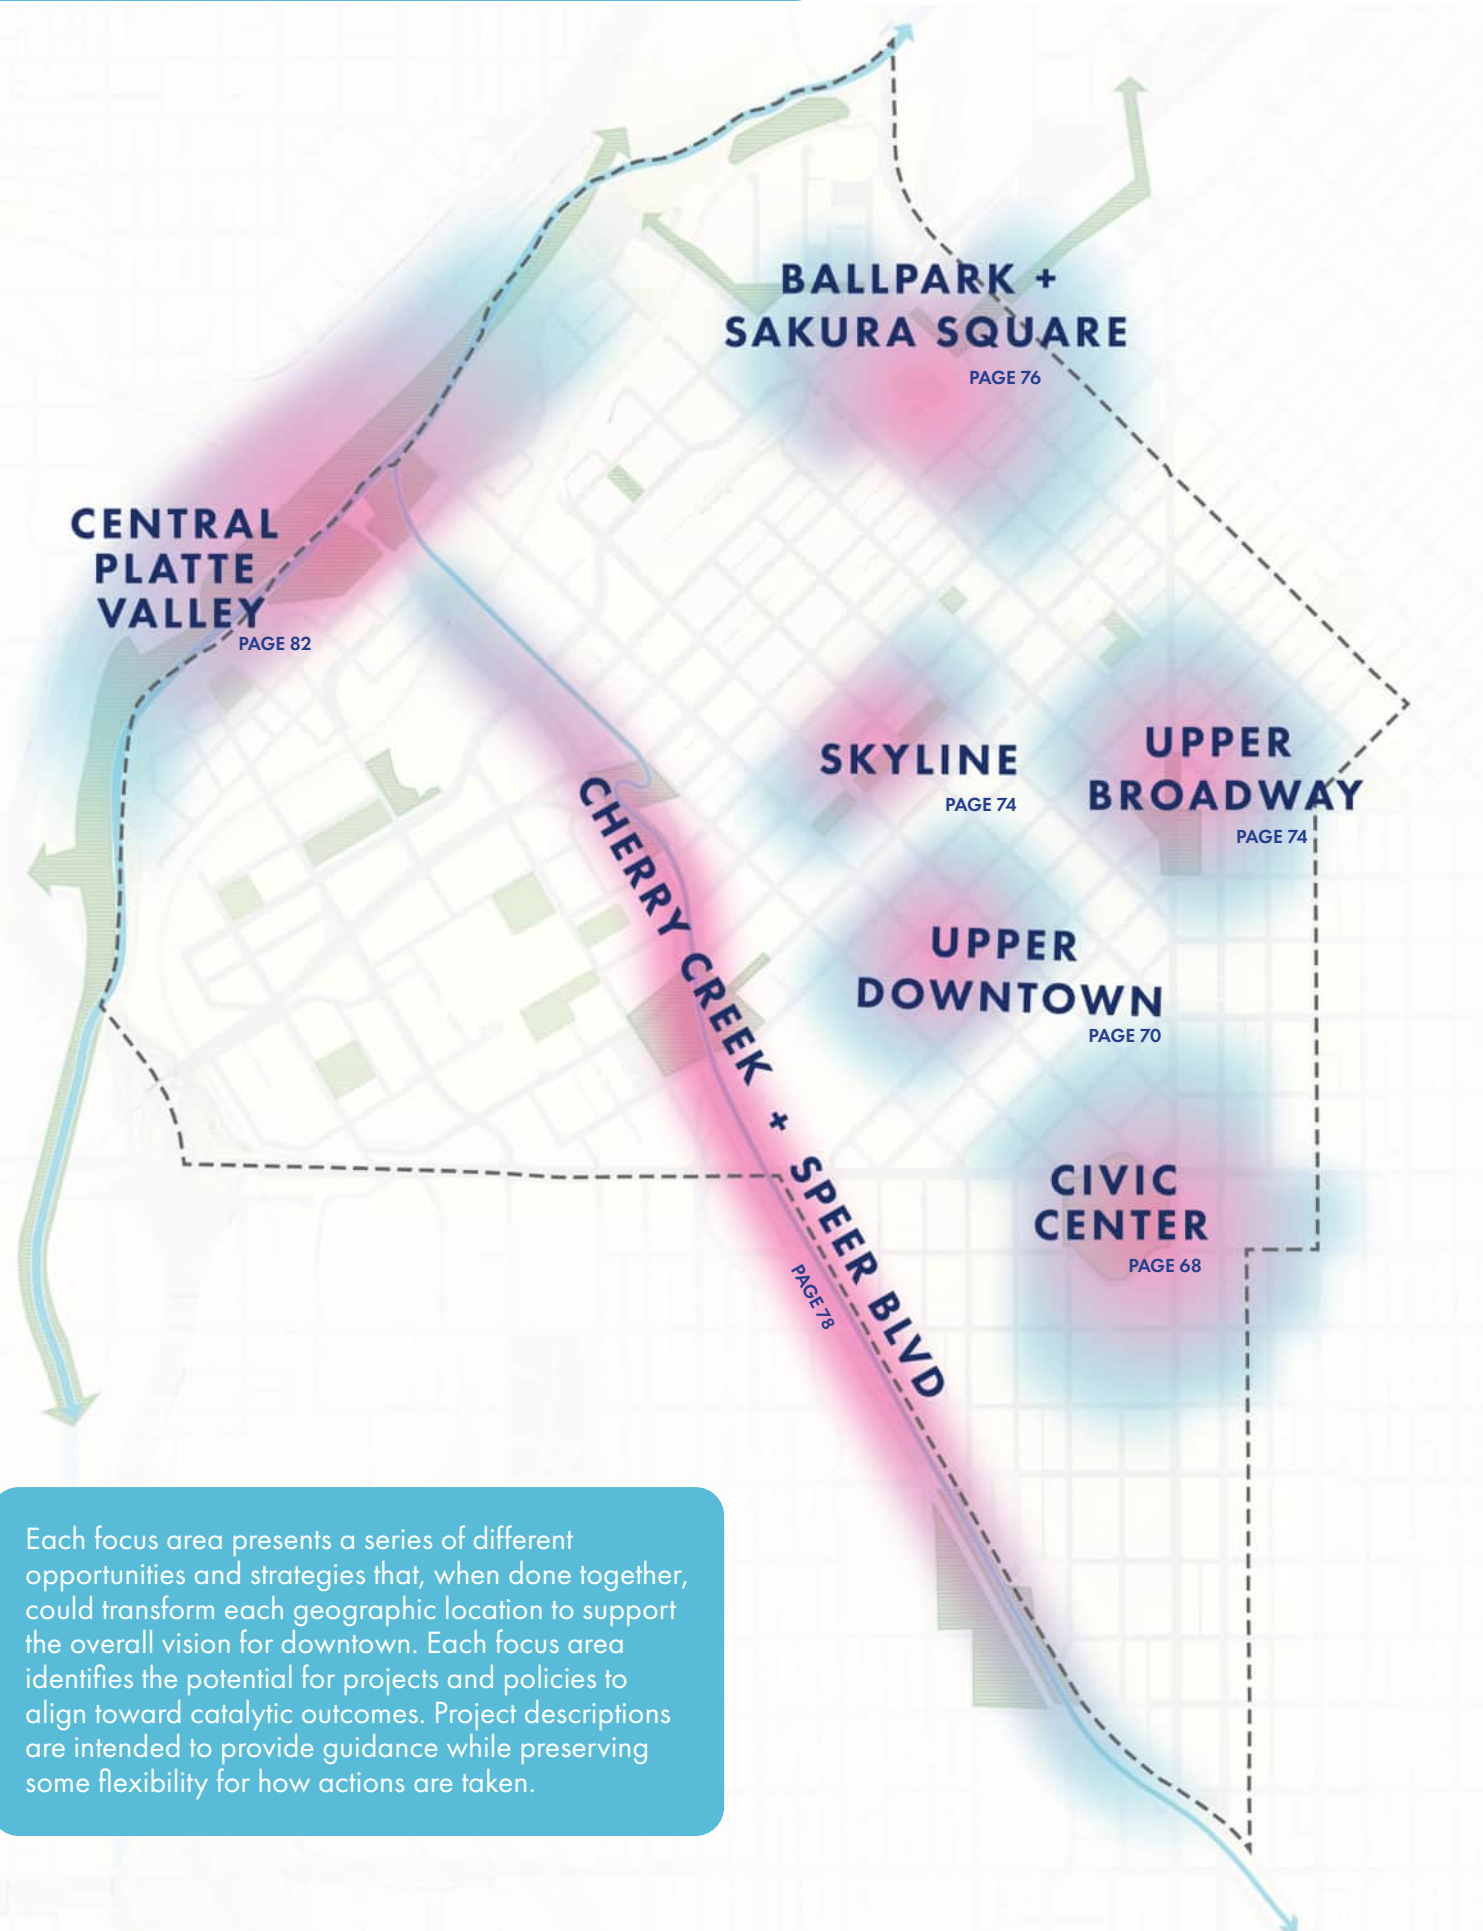 BALLPARK +
SAKURA SQUARE
PAGE 76
CENTRAL
PLATTE
VALLEY
PAGE 82
SKYLINE
PAGE 74
UPPER
BROADWAY
PAGE 74
CHERRY CREEK + SPEER BLVD
PAGE 78
UPPER
DOWNTOWN
PAGE 70
CIVIC
CENTER
PAGE 68
Each focus area presents a series of different
opportunities and strategies that, when done together,
could transform each geographic location to support
the overall vision for downtown. Each focus area
identifies the potential for projects and policies to
align toward catalytic outcomes. Project descriptions
are intended to provide guidance while preserving
some flexibility for how actions are taken.